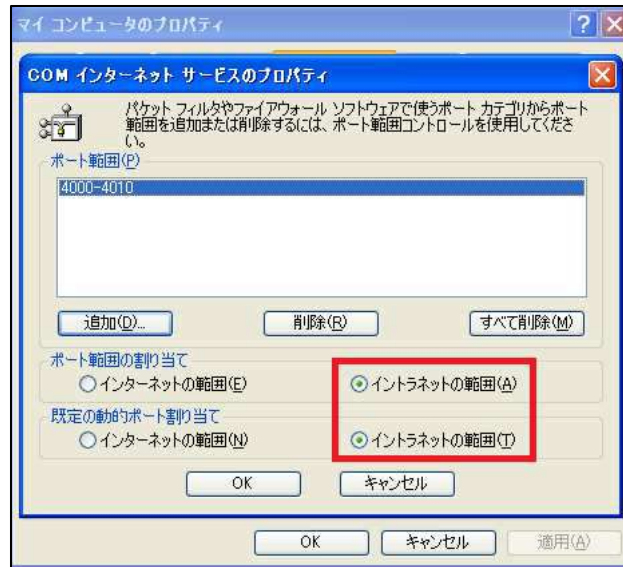 マイ コンピュータのプロパティ
COM インターネット サービスのプロパティ
パケット フィルタやファイアウォール ソフトウェアで使うポート カテゴリからポート
範囲を追加または削除するには、ポート範囲コントロールを使用してくださ
い。
ポート範囲(P)
4000-4010
追加(D)... 削除(R) すべて削除(M)
ポート範囲の割り当て
インターネットの範囲(E) イントラネットの範囲(A)
既定の動的ポート割り当て
インターネットの範囲(N) イントラネットの範囲(T)
OK キャンセル
OK キャンセル 適用(A)